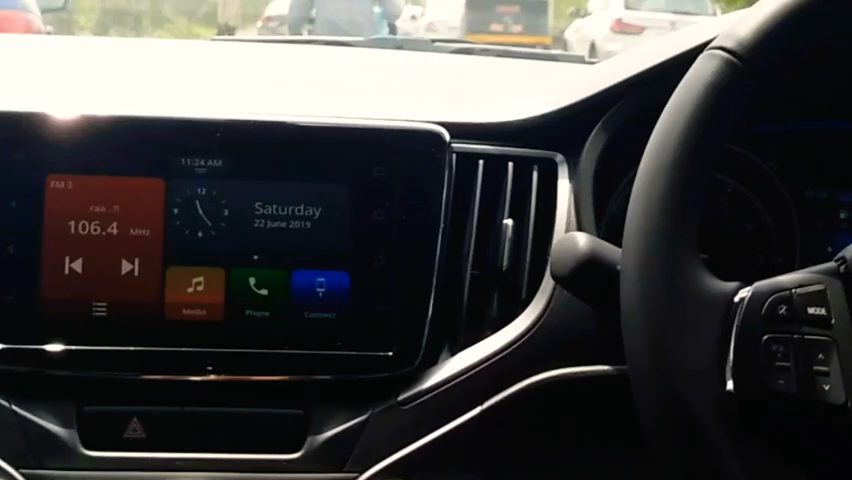 11:24 AM
FM 3
106.4 MHz
12
3
6
9
Saturday
22 June 2019
Media
Phone
Connect
MODE